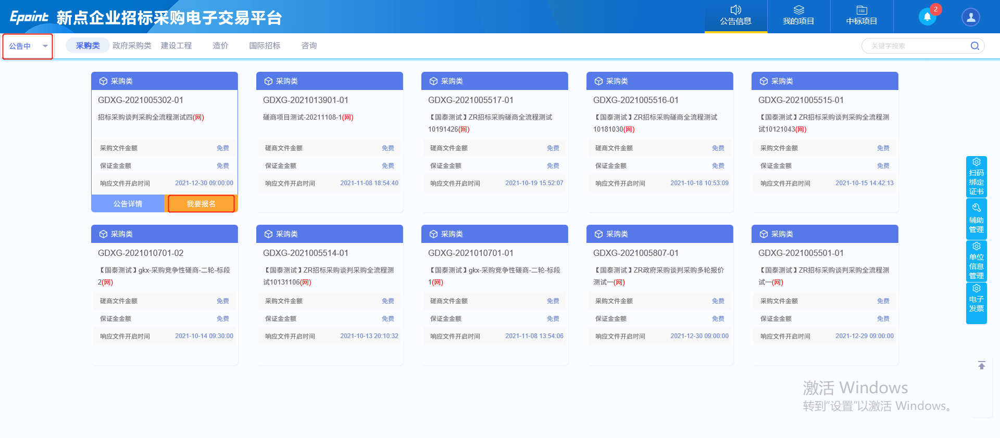 Epoint 新点企业招标采购电子交易平台
公告信息
我的项目
中标项目
2
公告中
采购类
政府采购类
建设工程
造价
国际招标
咨询
关键字搜索
采购类
GDXG-2021005302-01
招标采购谈判采购全流程测试四(网)
采购文件金额 免费
保证金金额 免费
响应文件开启时间 2021-12-30 09:00:00
公告详情 我要报名
采购类
GDXG-2021013901-01
磋商项目测试-20211108-1(网)
磋商文件金额 免费
保证金金额 免费
响应文件开启时间 2021-11-08 18:54:40
采购类
GDXG-2021005517-01
【国泰测试】ZR招标采购磋商全流程测试
10191426(网)
磋商文件金额 免费
保证金金额 免费
响应文件开启时间 2021-10-19 15:52:07
采购类
GDXG-2021005516-01
【国泰测试】ZR招标采购磋商全流程测试
10181030(网)
磋商文件金额 免费
保证金金额 免费
响应文件开启时间 2021-10-18 10:53:09
采购类
GDXG-2021005515-01
【国泰测试】ZR招标采购谈判采购全流程测
试10121043(网)
采购文件金额 免费
保证金金额 免费
响应文件开启时间 2021-10-15 14:42:13
采购类
GDXG-2021010701-02
【国泰测试】gkx-采购竞争性磋商-二轮-标段
2(网)
磋商文件金额 免费
保证金金额 免费
响应文件开启时间 2021-10-14 09:30:00
采购类
GDXG-2021005514-01
【国泰测试】ZR招标采购谈判采购全流程测
试10131106(网)
采购文件金额 免费
保证金金额 免费
响应文件开启时间 2021-10-13 20:10:32
采购类
GDXG-2021010701-01
【国泰测试】gkx-采购竞争性磋商-二轮-标段
1(网)
磋商文件金额 免费
保证金金额 免费
响应文件开启时间 2021-11-08 13:54:06
采购类
GDXG-2021005807-01
【国泰测试】ZR政府采购谈判采购多轮报价
测试一(网)
采购文件金额 免费
保证金金额 免费
响应文件开启时间 2021-12-30 09:00:00
采购类
GDXG-2021005501-01
【国泰测试】ZR招标采购谈判采购全流程测
试一(网)
采购文件金额 免费
保证金金额 免费
响应文件开启时间 2021-12-29 09:00:00
扫码
绑定
证书
辅助
管理
单位
信息
管理
电子
发票
激活 Windows
转到“设置”以激活 Windows。